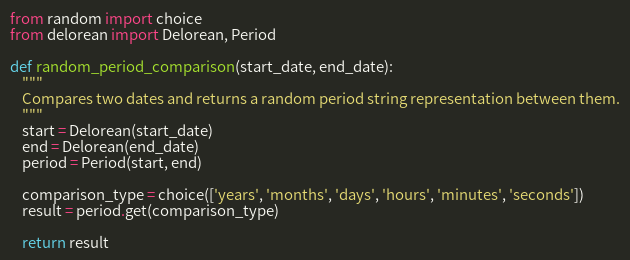 from random import choice
from delorean import Delorean, Period

def random_period_comparison(start_date, end_date):
    """
    Compares two dates and returns a random period string representation between them.
    """
    start = Delorean(start_date)
    end = Delorean(end_date)
    period = Period(start, end)

    comparison_type = choice(['years', 'months', 'days', 'hours', 'minutes', 'seconds'])
    result = period.get(comparison_type)

    return result